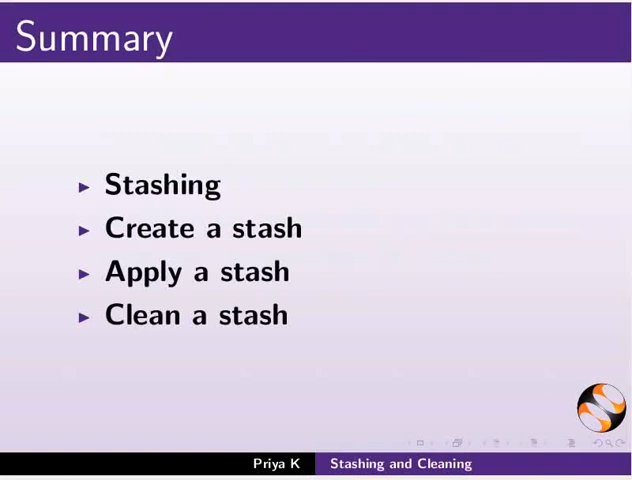 Summary
Stashing
Create a stash
Apply a stash
Clean a stash
Priya K Stashing and Cleaning